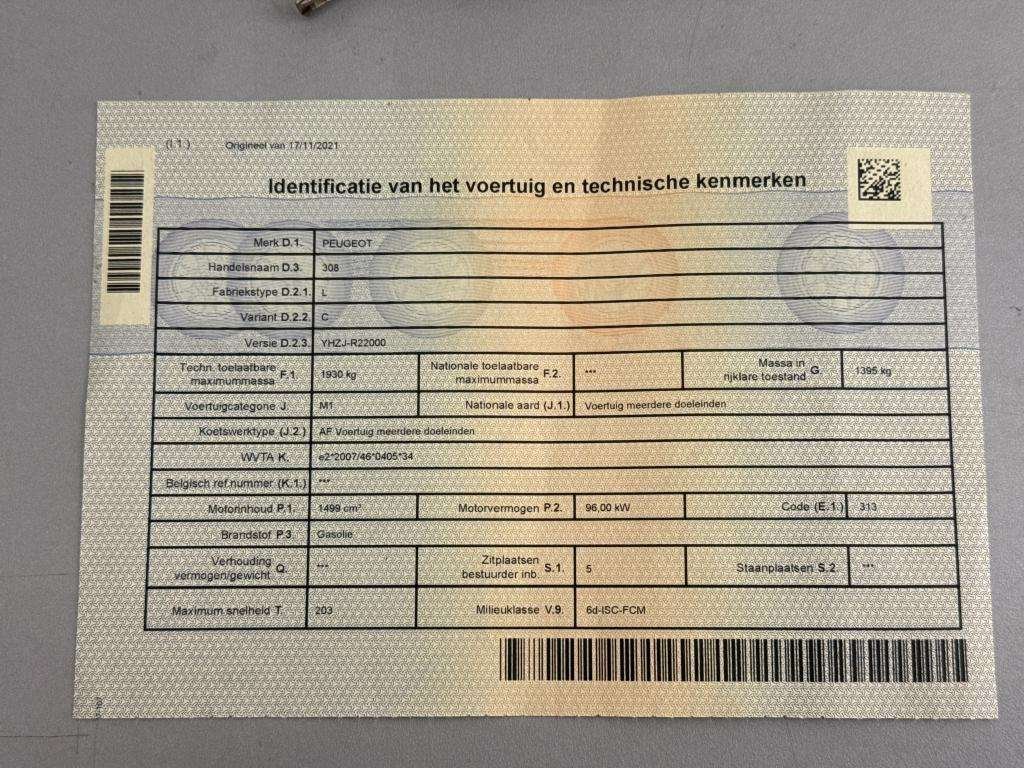 (I.1.) Origineel van 17/11/2021
Identificatie van het voertuig en technische kenmerken
Merk D.1. PEUGEOT
Handelsnaam D.3. 308
Fabriekstype D.2.1. L
Variant D.2.2. C
Versie D.2.3. YHZJ-R22000
Techn. toelaatbare maximummassa F.1. 1930 kg Nationale toelaatbare maximummassa F.2. *** Massa in rijklare toestand G. 1395 kg
Voertuigcategorie J. M1 Nationale aard (J.1.) Voertuig meerdere doeleinden
Koetswerktype (J.2.) AF Voertuig meerdere doeleinden
WVTA K. e2*2007/46*0405*34
Belgisch ref.nummer (K.1.) ***
Motorinhoud P.1. 1499 cm³ Motorvermogen P.2. 96,00 kW Code (E.1.) 313
Brandstof P.3. Gasolie
Verhouding vermogen/gewicht Q. *** Zitplaatsen bestuurder inb. S.1. 5 Staanplaatsen S.2. ***
Maximum snelheid T. 203 Milieuklasse V.9. 6d-ISC-FCM